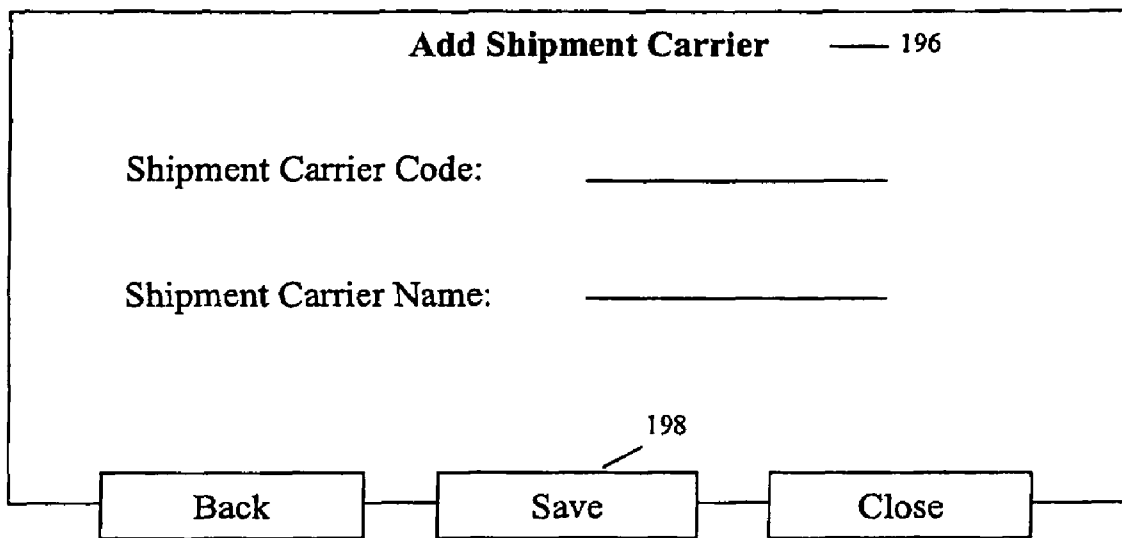 Add Shipment Carrier 196
Shipment Carrier Code:
Shipment Carrier Name:
198
Back Save Close